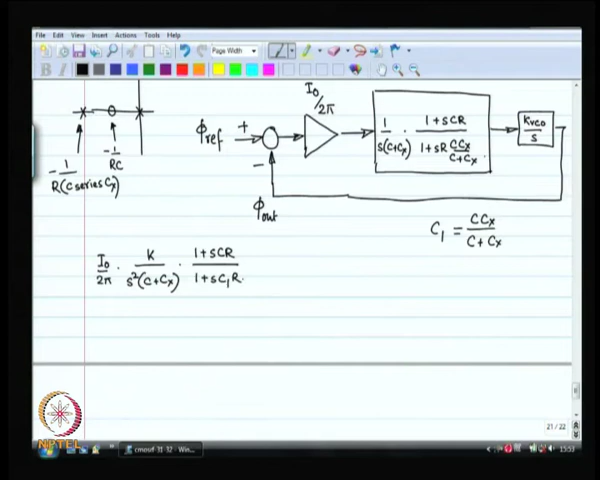 File Edit View Insert Actions Tools Help
Page Width
B I
I₀/2π
Φref + −
1/s(C+Cx) · 1+sCR / 1+sR CCx/C+Cx
Kvco/s
−1/RC
−1/R(C series Cx)
Φout
C₁ = CCx / C+Cx
I₀/2π · K / s²(C+Cx) · 1+sCR / 1+sC₁R
21 / 22
NPTEL
cmosrf-31-32 - Win...
15:53